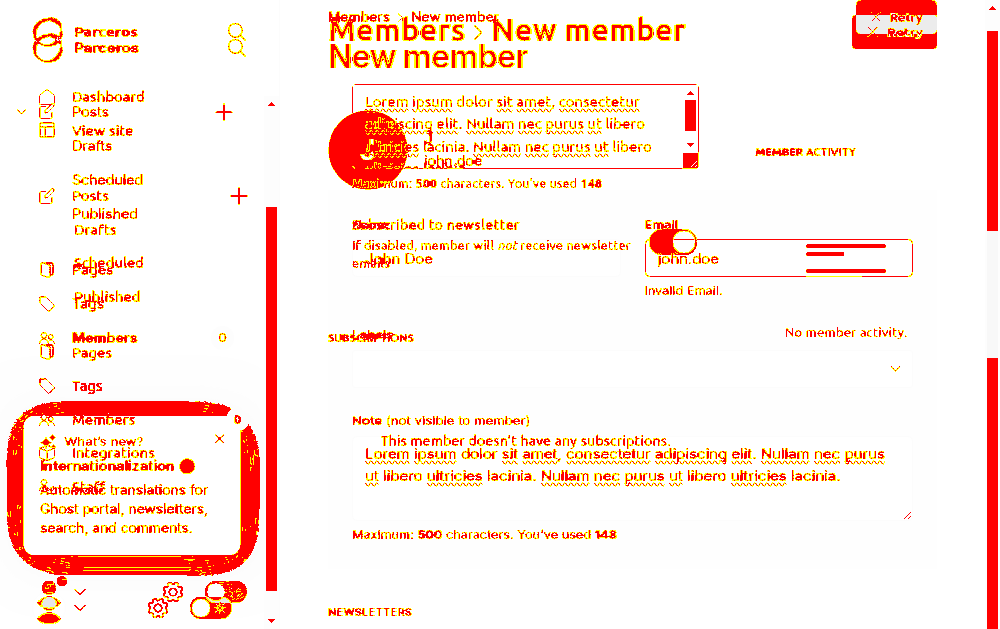 Parceros
Parceros
Dashboard
Posts
View site
Drafts
Scheduled
Posts
Published
Drafts
Scheduled
Pages
Published
Tags
Members 0
Pages
Tags
Members 0
What's new?
Integrations
Internationalization
Staff
Automatic translations for
Ghost portal, newsletters,
search, and comments.
Members New member
Members › New member
New member
Retry
Retry
Lorem ipsum dolor sit amet, consectetur
adipiscing elit. Nullam nec purus ut libero
ultricies lacinia. Nullam nec purus ut libero
john.doe
Maximum: 500 characters. You've used 148
MEMBER ACTIVITY
Subscribed to newsletter
Email
If disabled, member will not receive newsletter
emails
John Doe
john.doe
Invalid Email.
Labels
SUBSCRIPTIONS
No member activity.
Note (not visible to member)
This member doesn't have any subscriptions.
Lorem ipsum dolor sit amet, consectetur adipiscing elit. Nullam nec purus
ut libero ultricies lacinia. Nullam nec purus ut libero ultricies lacinia.
Maximum: 500 characters. You've used 148
NEWSLETTERS